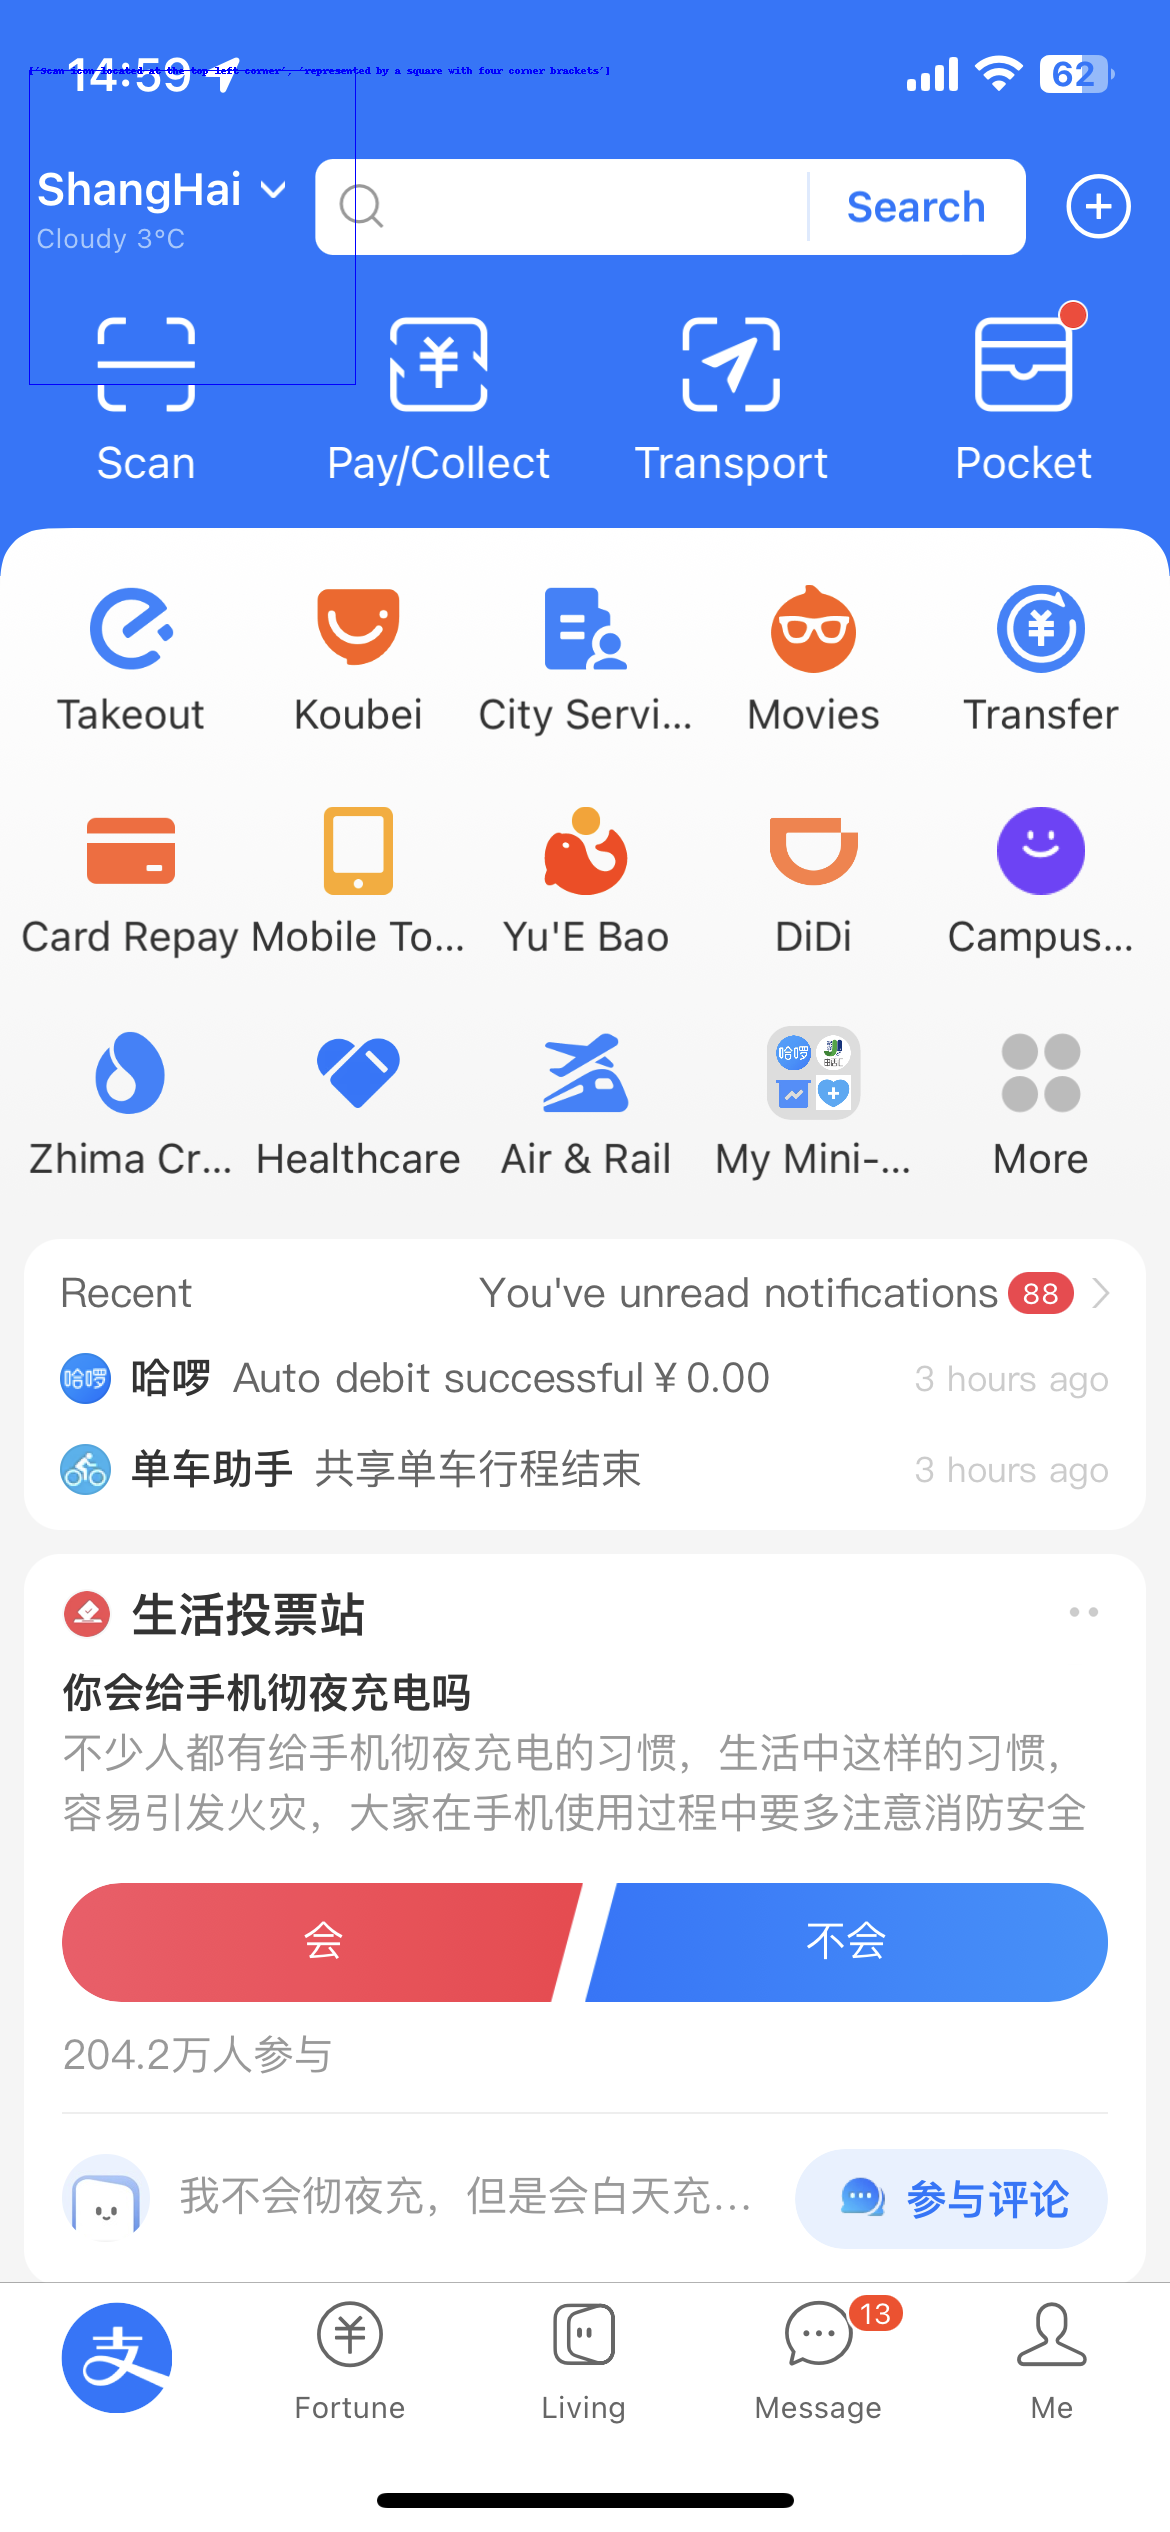 ['Scan icon located at the top left corner', 'represented by a square with four corner brackets']
14:59
62
ShangHai
Cloudy 3°C
Search
Scan
Pay/Collect
Transport
Pocket
Takeout
Koubei
City Servi...
Movies
Transfer
Card Repay
Mobile To...
Yu'E Bao
DiDi
Campus...
哈啰
Zhima Cr...
Healthcare
Air & Rail
My Mini-...
More
Recent
You've unread notifications 88
哈啰
哈啰 Auto debit successful ¥ 0.00
3 hours ago
单车助手 共享单车行程结束
3 hours ago
生活投票站
你会给手机彻夜充电吗
不少人都有给手机彻夜充电的习惯，生活中这样的习惯，
容易引发火灾，大家在手机使用过程中要多注意消防安全
会
不会
204.2万人参与
我不会彻夜充，但是会白天充...
参与评论
支
13
Fortune
Living
Message
Me